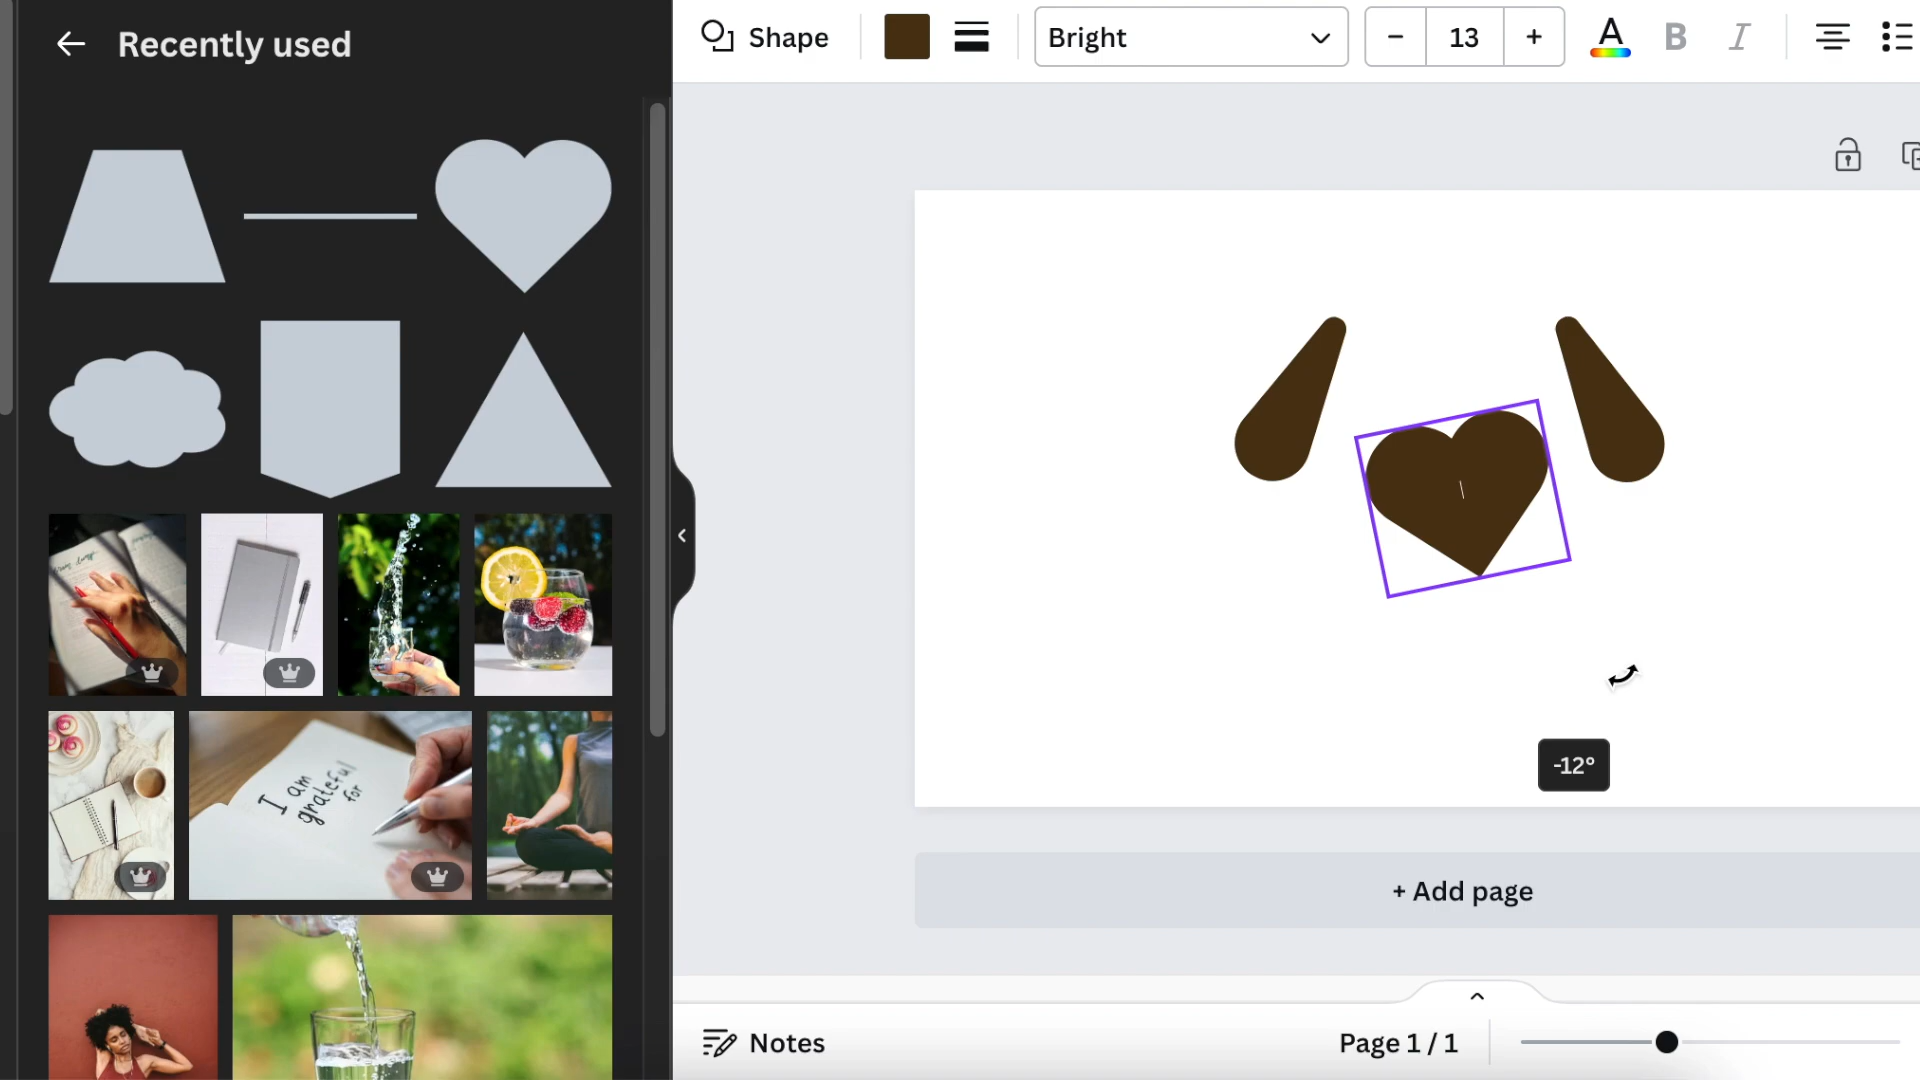 Recently used
Shape
Bright
13
A
B
I
I am
grateful
for
-12°
+ Add page
Notes
Page 1 / 1